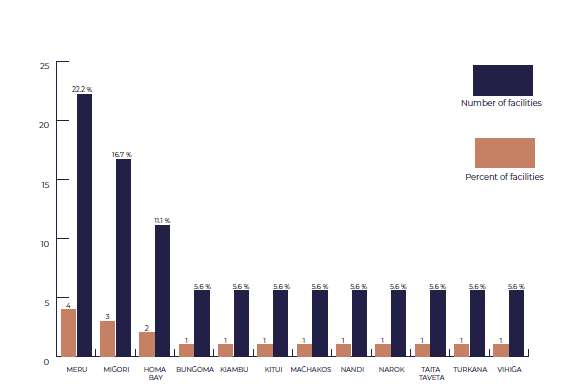 25
20
15
10
5
0
22.2 %
16.7 %
11.1 %
5.6 %
5.6 %
5.6 %
5.6 %
5.6 %
5.6 %
5.6 %
5.6 %
5.6 %
4
3
2
1
1
1
1
1
1
1
1
1
MERU
MIGORI
HOMA
BAY
BUNGOMA
KIAMBU
KITUI
MACHAKOS
NANDI
NAROK
TAITA
TAVETA
TURKANA
VIHIGA
Number of facilities
Percent of facilities